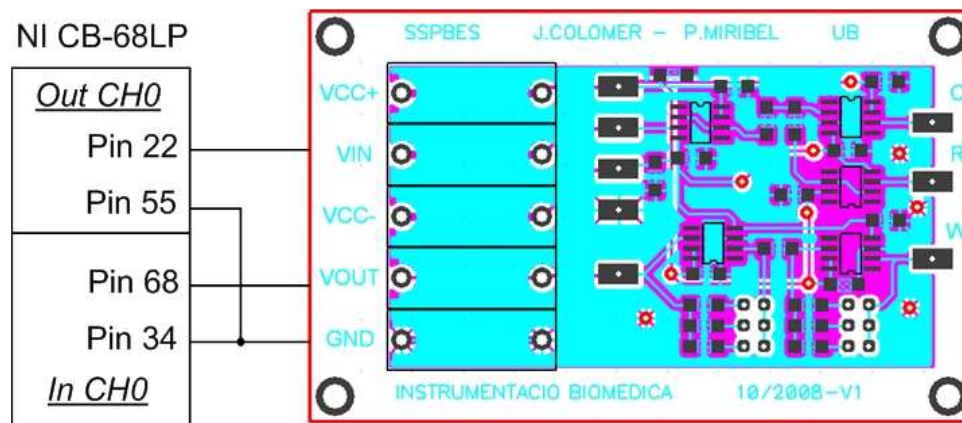 NI CB-68LP
Out CH0
Pin 22
Pin 55
Pin 68
Pin 34
In CH0
SSPBES J.COLOMER - P.MIRIBEL UB
VCC+
VIN
VCC-
VOUT
GND
C
R
W
INSTRUMENTACIO BIOMEDICA 10/2008-V1